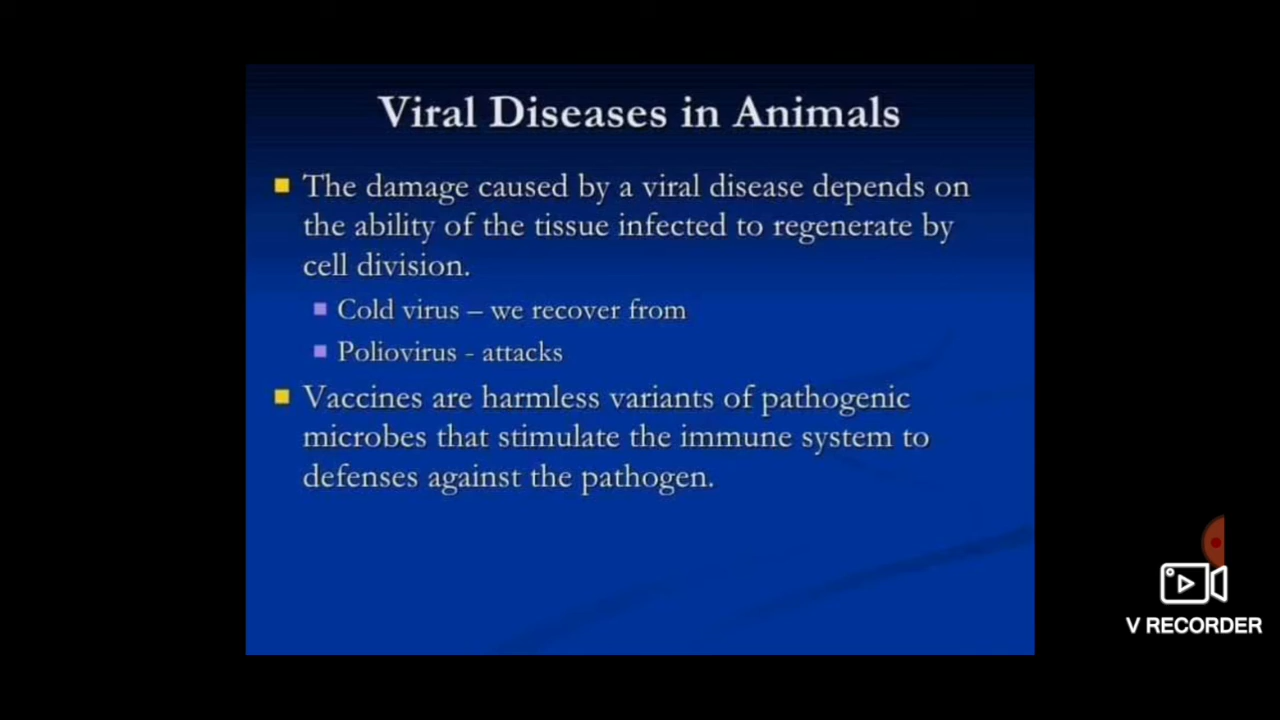 Viral Diseases in Animals
The damage caused by a viral disease depends on
the ability of the tissue infected to regenerate by
cell division.
Cold virus – we recover from
Poliovirus - attacks
Vaccines are harmless variants of pathogenic
microbes that stimulate the immune system to
defenses against the pathogen.
V RECORDER